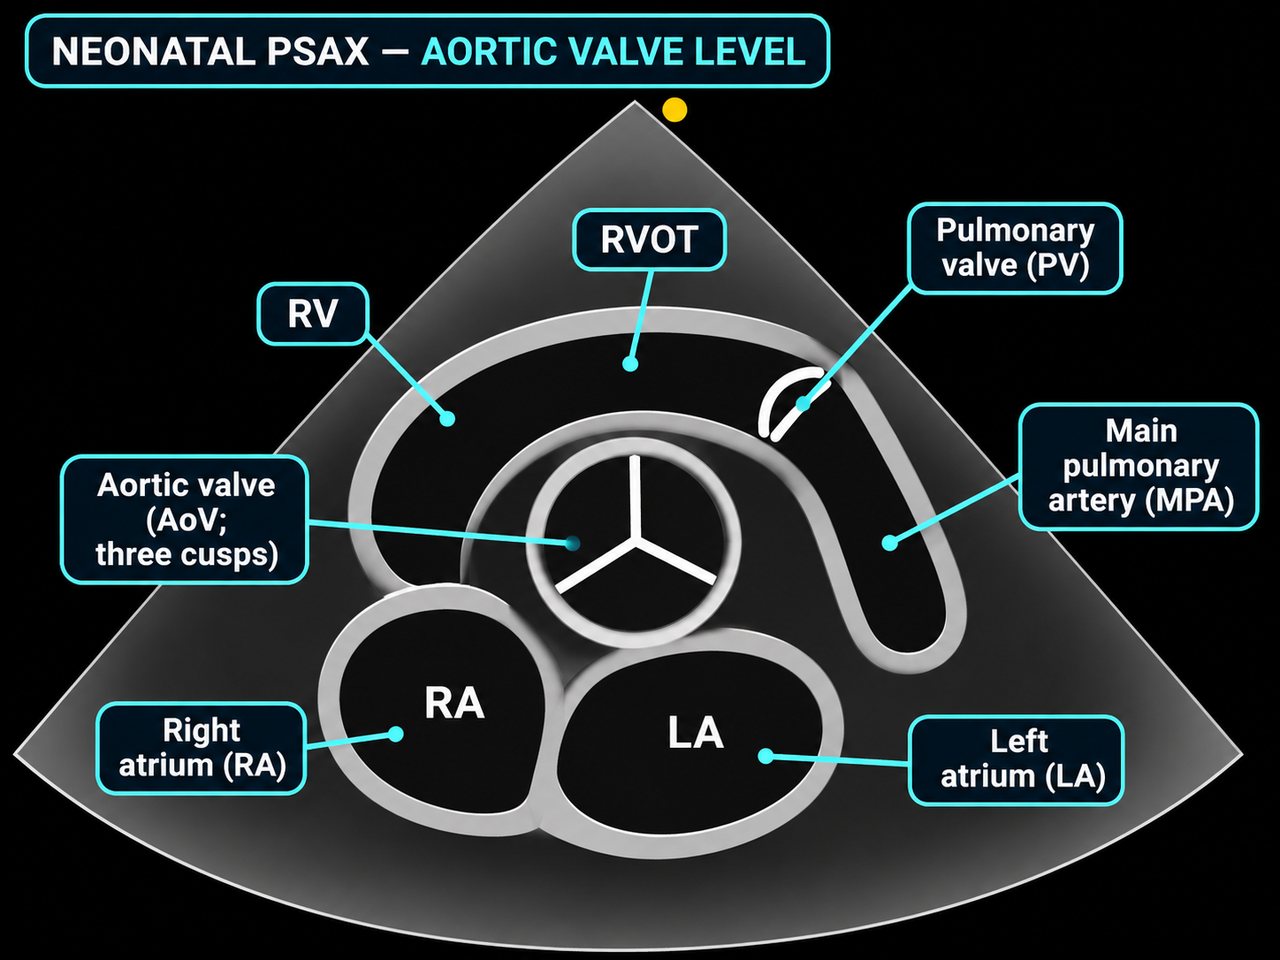 NEONATAL PSAX — AORTIC VALVE LEVEL
RVOT
Pulmonary
valve (PV)
RV
Main
pulmonary
artery (MPA)
Aortic valve
(AoV;
three cusps)
RA
LA
Right
atrium (RA)
Left
atrium (LA)